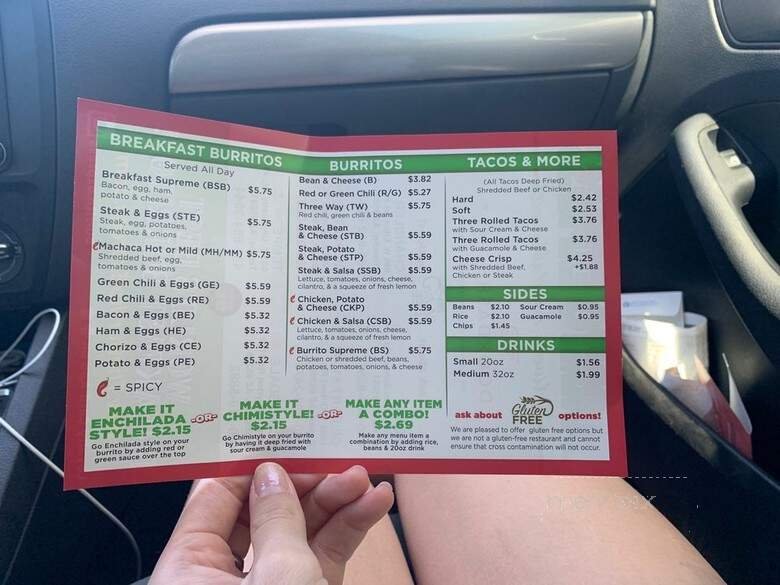 BREAKFAST BURRITOS
Served All Day
Breakfast Supreme (BSB) $5.75
Bacon, egg, ham,
potato & cheese
Steak & Eggs (STE) $5.75
Steak, egg, potatoes,
tomatoes & onions
Machaca Hot or Mild (MH/MM) $5.75
Shredded beef, egg,
tomatoes & onions
Green Chili & Eggs (GE) $5.59
Red Chili & Eggs (RE) $5.59
Bacon & Eggs (BE) $5.32
Ham & Eggs (HE) $5.32
Chorizo & Eggs (CE) $5.32
Potato & Eggs (PE) $5.32
= SPICY
BURRITOS
Bean & Cheese (B) $3.82
Red or Green Chili (R/G) $5.27
Three Way (TW) $5.75
Red chili, green chili & beans
Steak, Bean
& Cheese (STB) $5.59
Steak, Potato
& Cheese (STP) $5.59
Steak & Salsa (SSB) $5.59
Lettuce, tomatoes, onions, cheese,
cilantro, & a squeeze of fresh lemon
Chicken, Potato
& Cheese (CKP) $5.59
Chicken & Salsa (CSB) $5.59
Lettuce, tomatoes, onions, cheese,
cilantro, & a squeeze of fresh lemon
Burrito Supreme (BS) $5.75
Chicken or shredded beef, beans,
potatoes, tomatoes, onions, & cheese
TACOS & MORE
(All Tacos Deep Fried)
Shredded Beef or Chicken
Hard $2.42
Soft $2.53
Three Rolled Tacos $3.76
with Sour Cream & Cheese
Three Rolled Tacos $3.76
with Guacamole & Cheese
Cheese Crisp $4.25
with Shredded Beef, +$1.88
Chicken or Steak
SIDES
Beans $2.10 Sour Cream $0.95
Rice $2.10 Guacamole $0.95
Chips $1.45
DRINKS
Small 20oz $1.56
Medium 32oz $1.99
MAKE IT
ENCHILADA
STYLE! $2.15
Go Enchilada style on your
burrito by adding red or
green sauce over the top
-OR-
MAKE IT
CHIMISTYLE!
$2.15
Go Chimistyle on your burrito
by having it deep fried with
sour cream & guacamole
-OR-
MAKE ANY ITEM
A COMBO!
$2.69
Make any menu item a
combination by adding rice,
beans & 20oz drink
ask about Gluten FREE options!
We are pleased to offer gluten free options but
we are not a gluten-free restaurant and cannot
ensure that cross contamination will not occur.